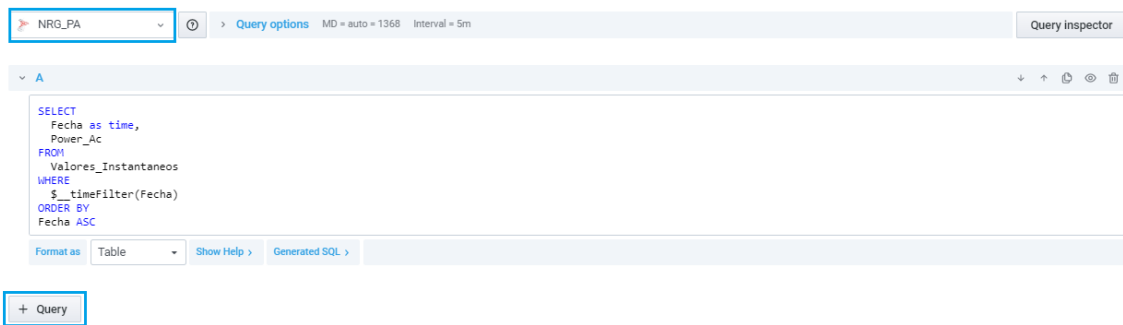 NRG_PA
Query options MD = auto = 1368 Interval = 5m
Query inspector
A
SELECT
Fecha as time,
Power_Ac
FROM
Valores_Instantaneos
WHERE
$__timeFilter(Fecha)
ORDER BY
Fecha ASC
Format as Table Show Help > Generated SQL >
+ Query